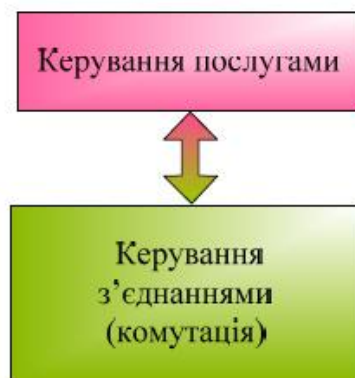 Керування послугами
Керування
з’єднаннями
(комутація)